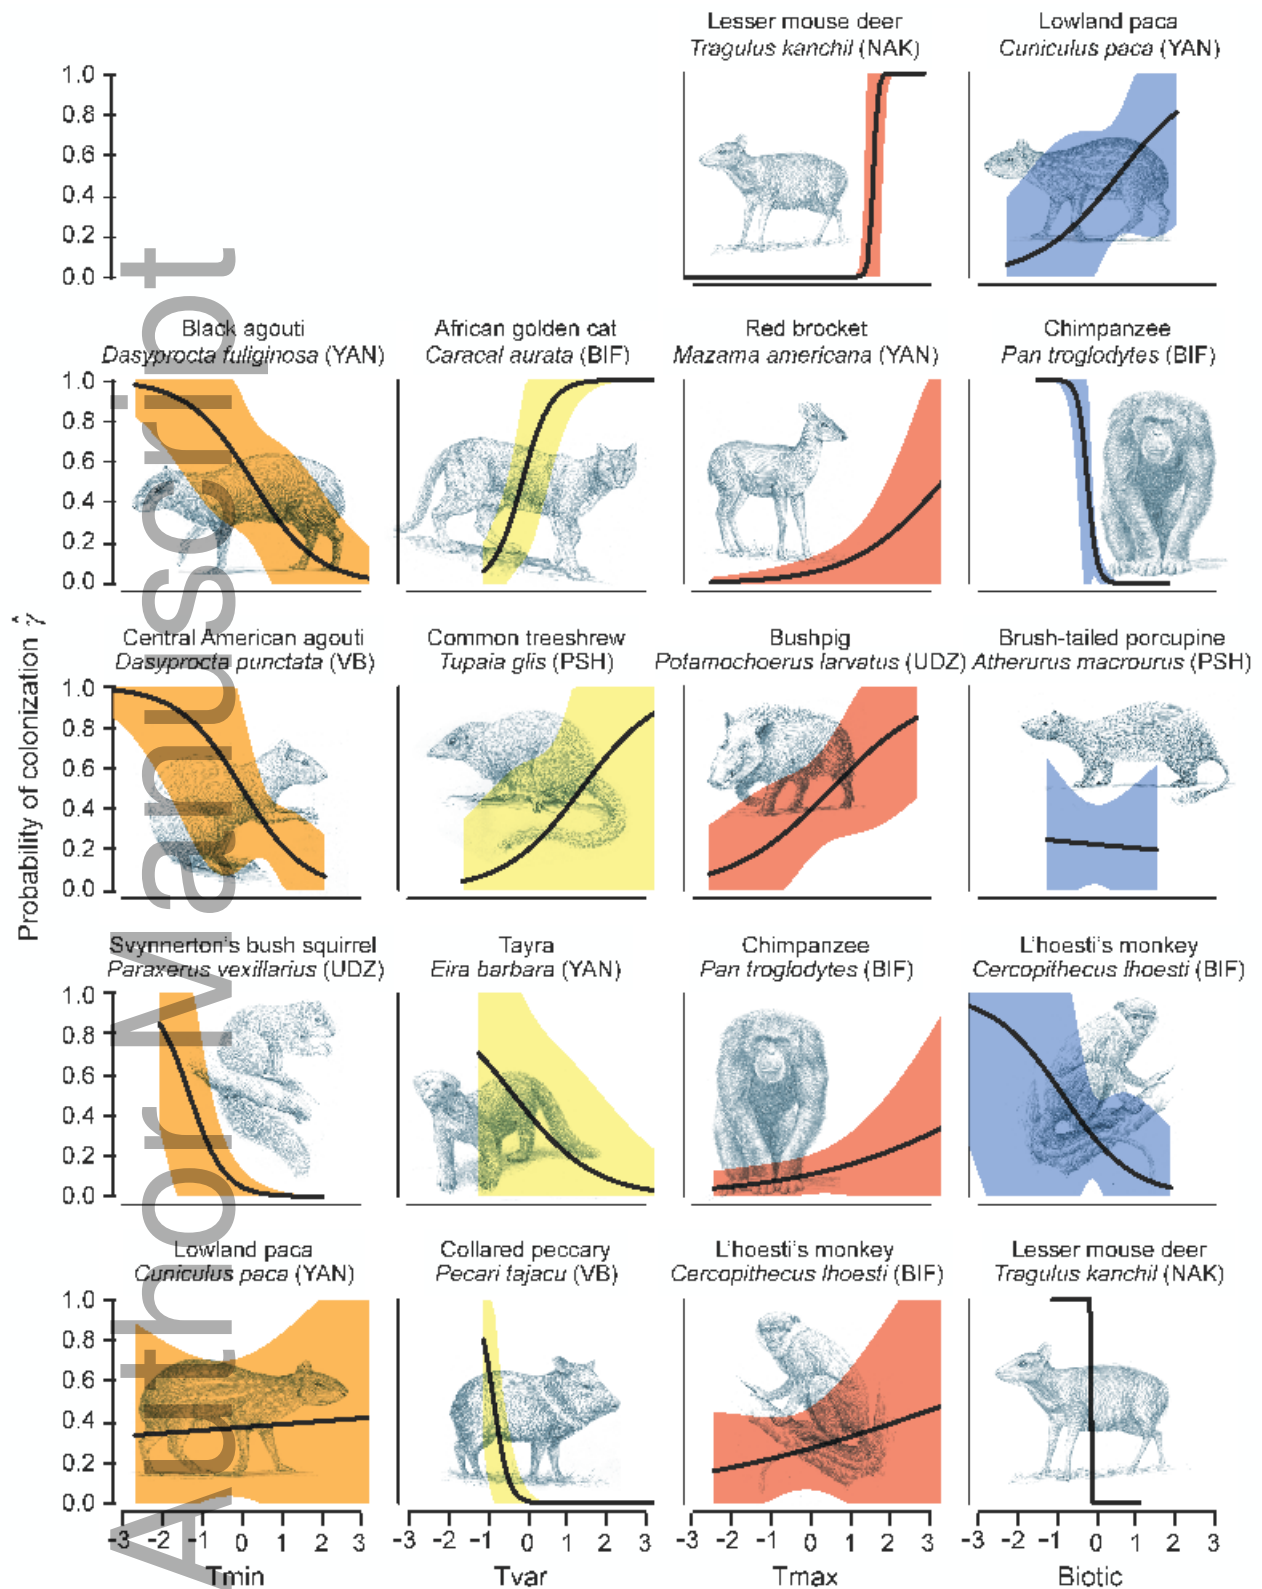 Lesser mouse deer
Tragulus kanchil (NAK)
Lowland paca
Cuniculus paca (YAN)
1.0
0.8
0.6
0.4
0.2
0.0
Black agouti
Dasyprocta fuliginosa (YAN)
African golden cat
Caracal aurata (BIF)
Red brocket
Mazama americana (YAN)
Chimpanzee
Pan troglodytes (BIF)
1.0
0.8
0.6
0.4
0.2
0.0
Central American agouti
Dasyprocta punctata (VB)
Common treeshrew
Tupaia glis (PSH)
Bushpig
Potamochoerus larvatus (UDZ)
Brush-tailed porcupine
Atherurus macrourus (PSH)
1.0
0.8
0.6
0.4
0.2
0.0
Probability of colonization γ̂
Svynnerton's bush squirrel
Paraxerus vexillarius (UDZ)
Tayra
Eira barbara (YAN)
Chimpanzee
Pan troglodytes (BIF)
L'hoesti's monkey
Cercopithecus lhoesti (BIF)
1.0
0.8
0.6
0.4
0.2
0.0
Lowland paca
Cuniculus paca (YAN)
Collared peccary
Pecari tajacu (VB)
L'hoesti's monkey
Cercopithecus lhoesti (BIF)
Lesser mouse deer
Tragulus kanchil (NAK)
1.0
0.8
0.6
0.4
0.2
0.0
-3 -2 -1 0 1 2 3
-3 -2 -1 0 1 2 3
-3 -2 -1 0 1 2 3
-3 -2 -1 0 1 2 3
Tmin
Tvar
Tmax
Biotic
Author Manuscript